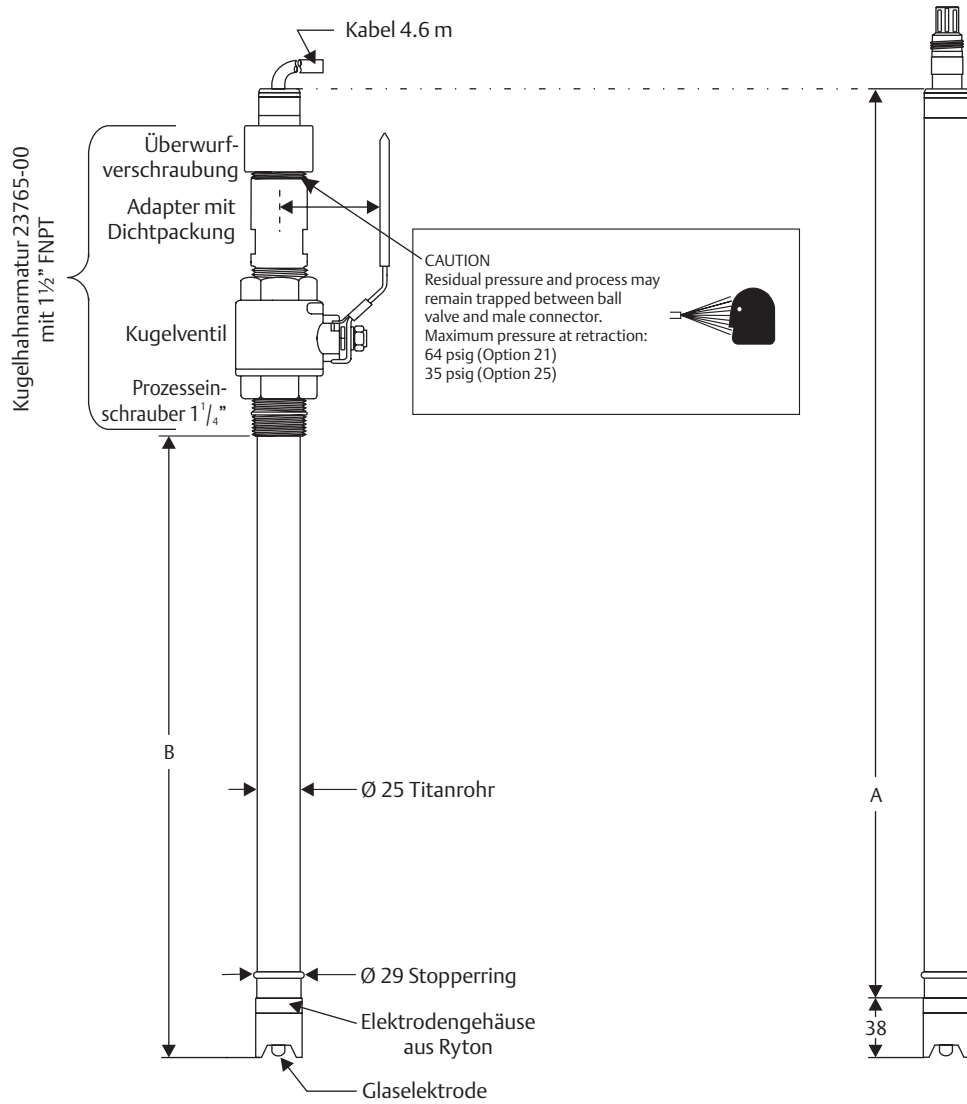 Kabel 4.6 m
Kugelhahnarmatur 23765-00
mit 1½” FNPT
Überwurf-
verschraubung
Adapter mit
Dichtpackung
Kugelventil
Prozessein-
schrauber 1 1/4”
CAUTION
Residual pressure and process may
remain trapped between ball
valve and male connector.
Maximum pressure at retraction:
64 psig (Option 21)
35 psig (Option 25)
B
A
Ø 25 Titanrohr
Ø 29 Stopperring
Elektrodengehäuse
aus Ryton
38
Glaselektrode